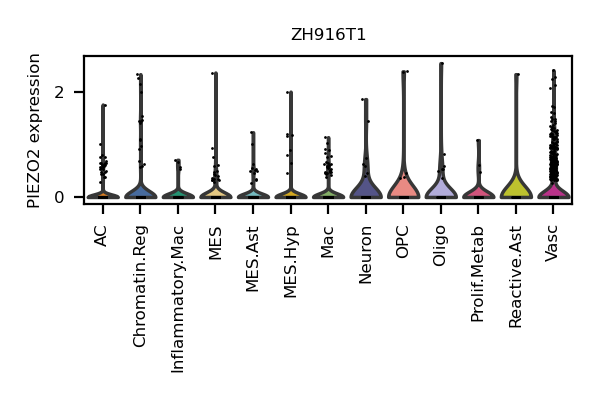 ZH916T1
PIEZO2 expression
2
0
AC
Chromatin.Reg
Inflammatory.Mac
MES
MES.Ast
MES.Hyp
Mac
Neuron
OPC
Oligo
Prolif.Metab
Reactive.Ast
Vasc